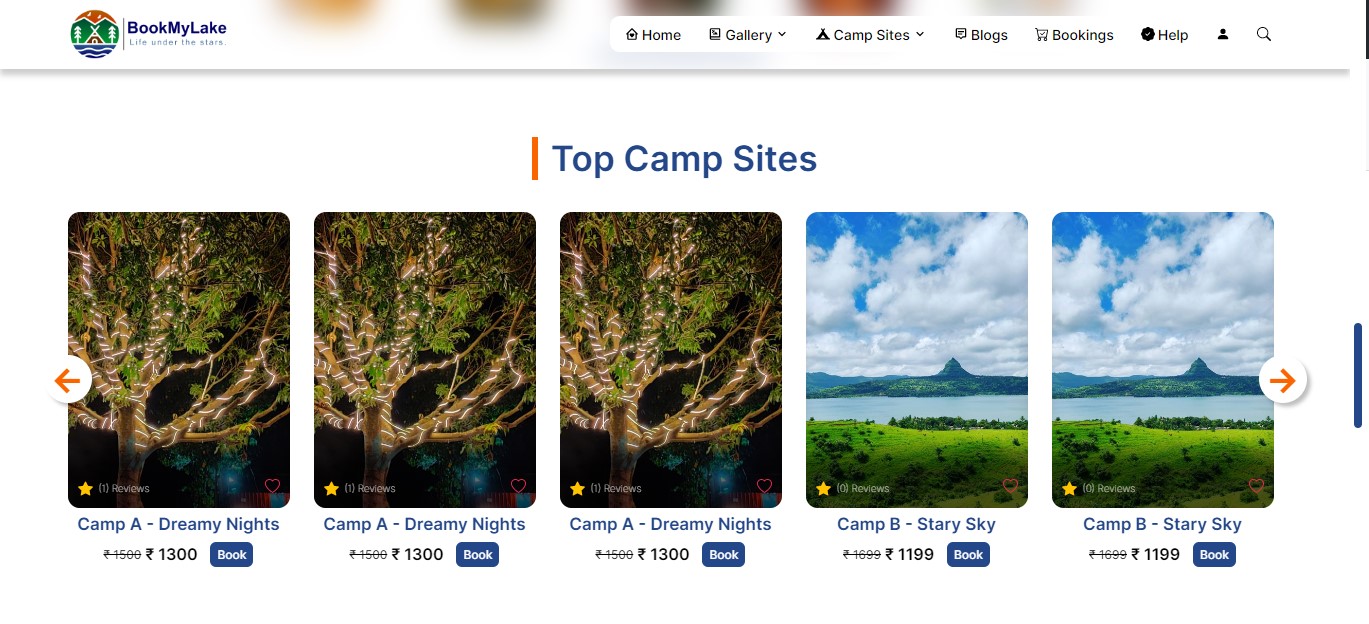 BookMyLake
Life under the stars.
Home Gallery Camp Sites Blogs Bookings Help
Top Camp Sites
(1) Reviews (1) Reviews (1) Reviews (0) Reviews (0) Reviews
Camp A - Dreamy Nights Camp A - Dreamy Nights Camp A - Dreamy Nights Camp B - Stary Sky Camp B - Stary Sky
₹ 1500 ₹ 1300 Book ₹ 1500 ₹ 1300 Book ₹ 1500 ₹ 1300 Book ₹ 1699 ₹ 1199 Book ₹ 1699 ₹ 1199 Book